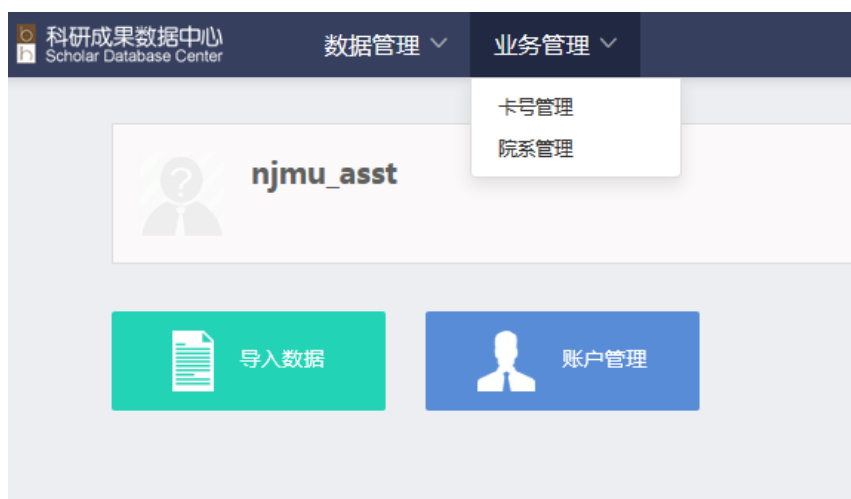 科研成果数据中心
Scholar Database Center
数据管理
业务管理
卡号管理
院系管理
njmu_asst
导入数据
账户管理